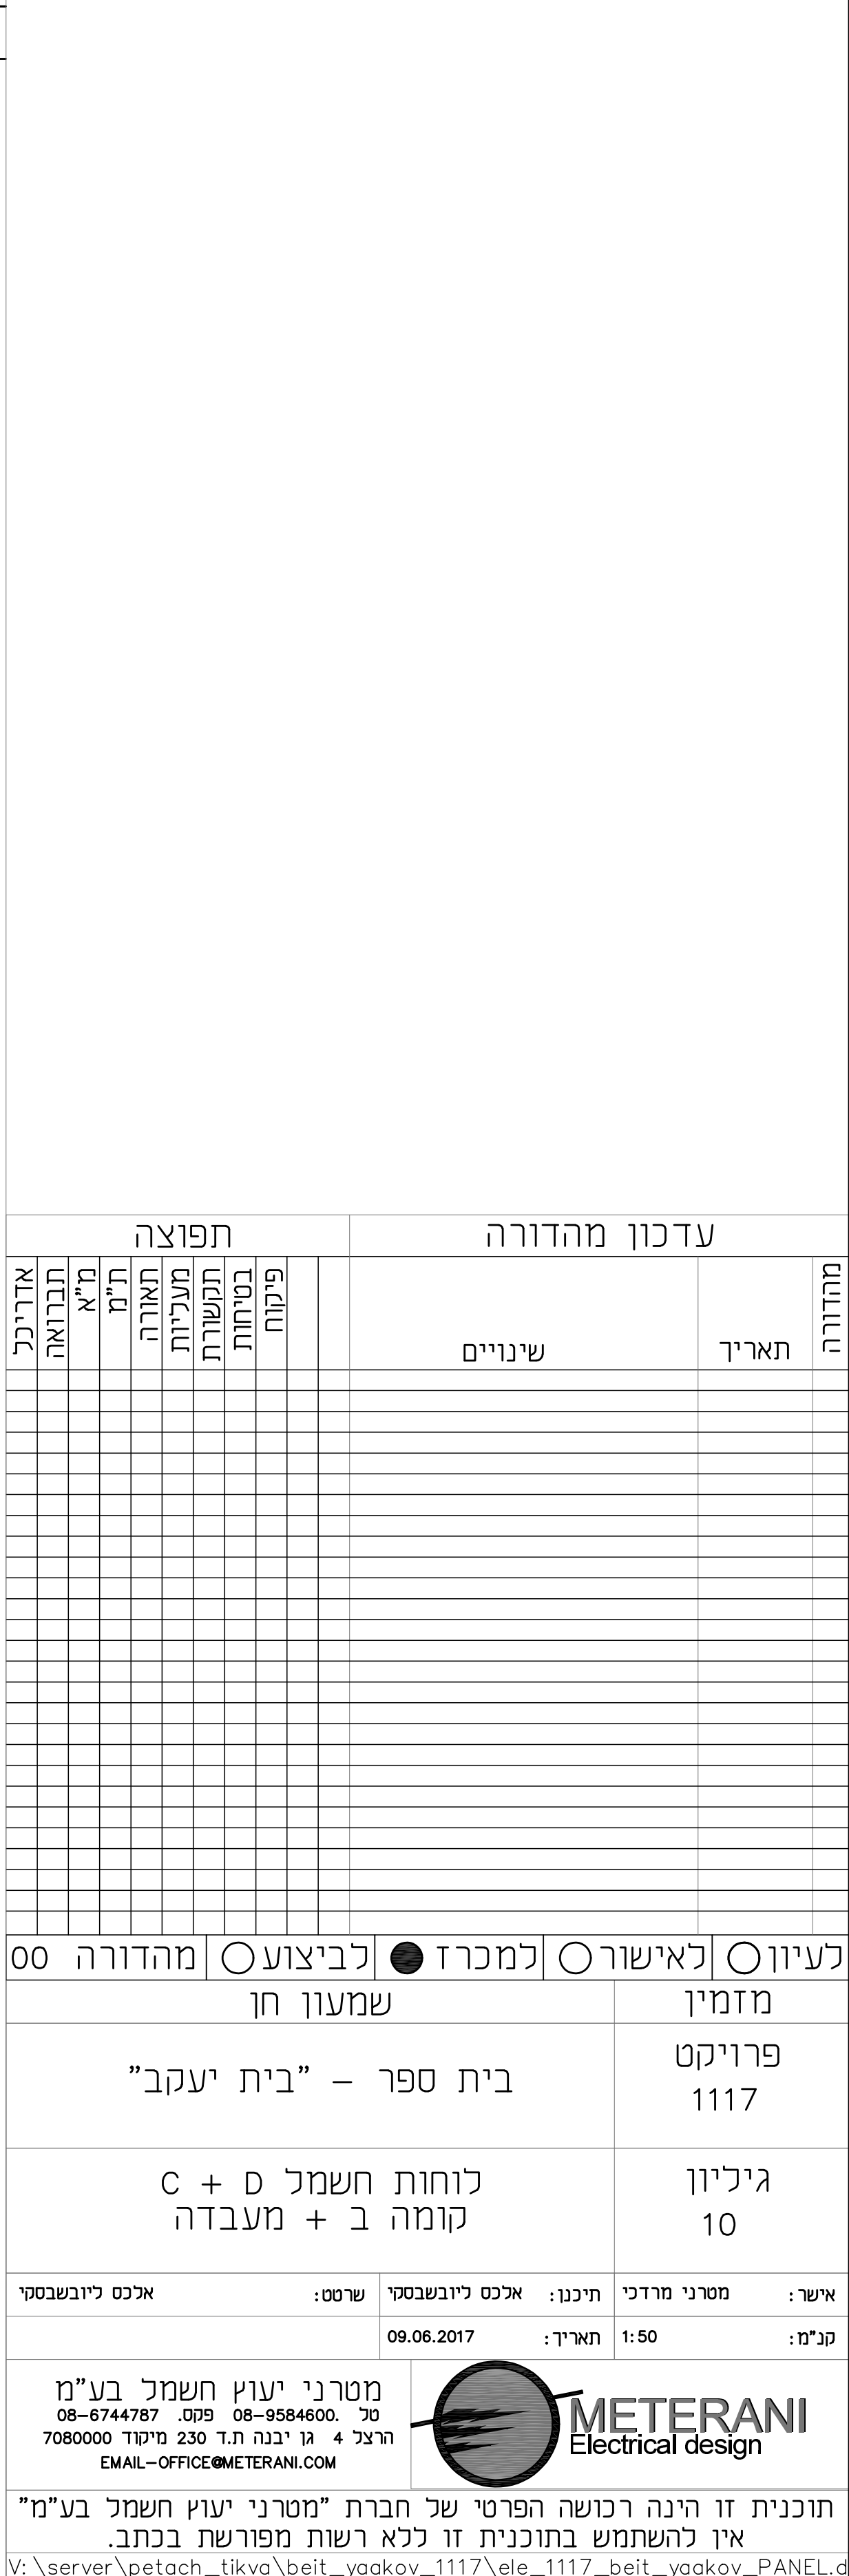 עדכון מהדורה
תפוצה
מהדורה
תאריך
שינויים
פיקוח
בטיחות
תקשורת
מעליות
תאורה
ת"מ
מ"א
תברואה
אדריכל
לעיון
לאישור
למכרז
לביצוע
מהדורה 00
מזמין
שמעון חן
פרויקט
1117
בית ספר - "בית יעקב"
גיליון
10
לוחות חשמל C + D
קומה ב + מעבדה
אישר: מטרני מרדכי
תיכנן: אלכס ליובשבסקי
שרטט: אלכס ליובשבסקי
קנ"מ: 1:50
תאריך: 09.06.2017
METERANI
Electrical design
מטרני יעוץ חשמל בע"מ
טל .08-9584600 פקס. 08-6744787
הרצל 4 גן יבנה ת.ד 230 מיקוד 7080000
EMAIL-OFFICE@METERANI.COM
תוכנית זו הינה רכושה הפרטי של חברת "מטרני יעוץ חשמל בע"מ"
אין להשתמש בתוכנית זו ללא רשות מפורשת בכתב.
V:\server\petach_tikva\beit_yaakov_1117\ele_1117_beit_yaakov_PANEL.d